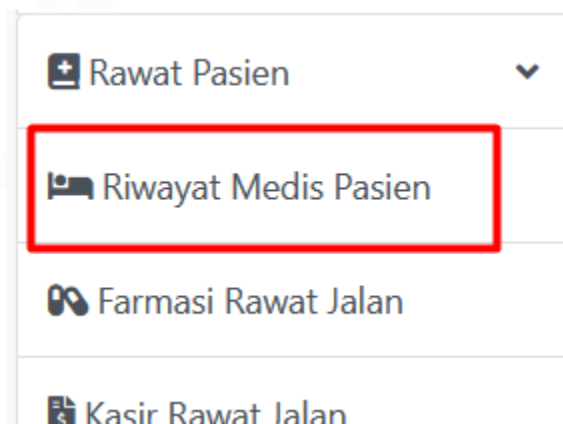 Rawat Pasien
Riwayat Medis Pasien
Farmasi Rawat Jalan
Kasir Rawat Jalan